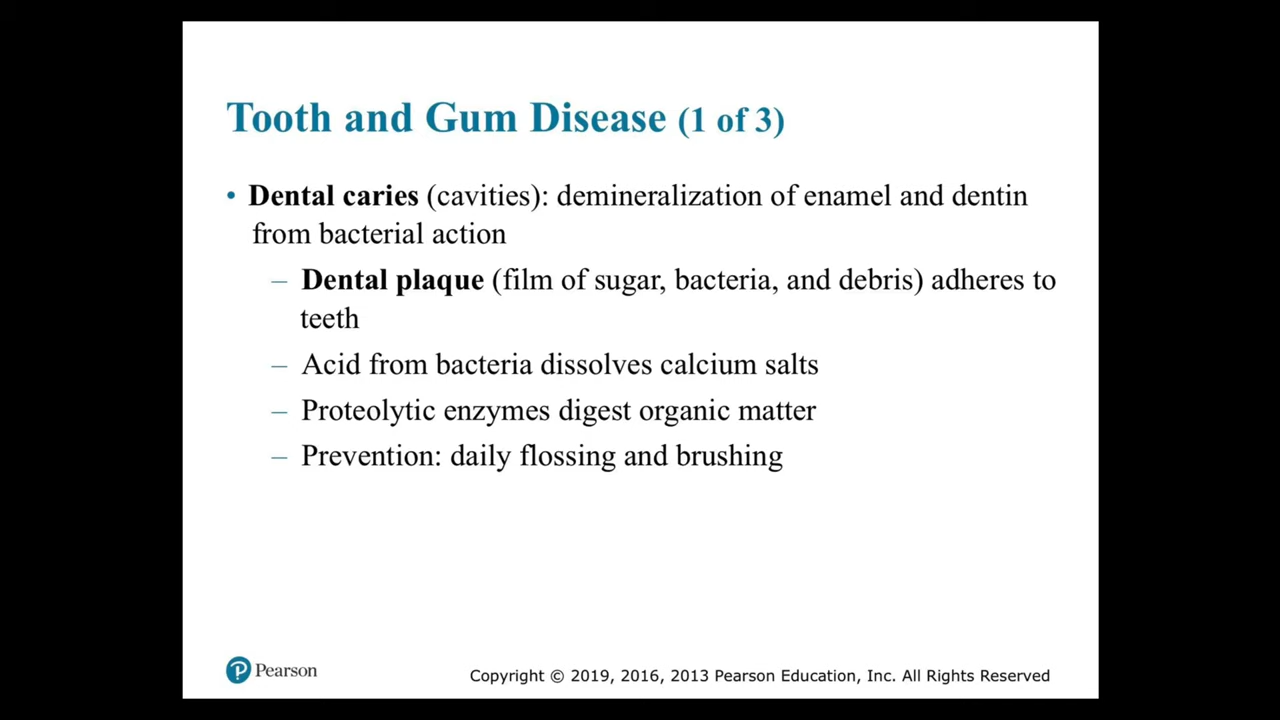 Tooth and Gum Disease (1 of 3)
• Dental caries (cavities): demineralization of enamel and dentin
from bacterial action
– Dental plaque (film of sugar, bacteria, and debris) adheres to
teeth
– Acid from bacteria dissolves calcium salts
– Proteolytic enzymes digest organic matter
– Prevention: daily flossing and brushing
Pearson
Copyright © 2019, 2016, 2013 Pearson Education, Inc. All Rights Reserved